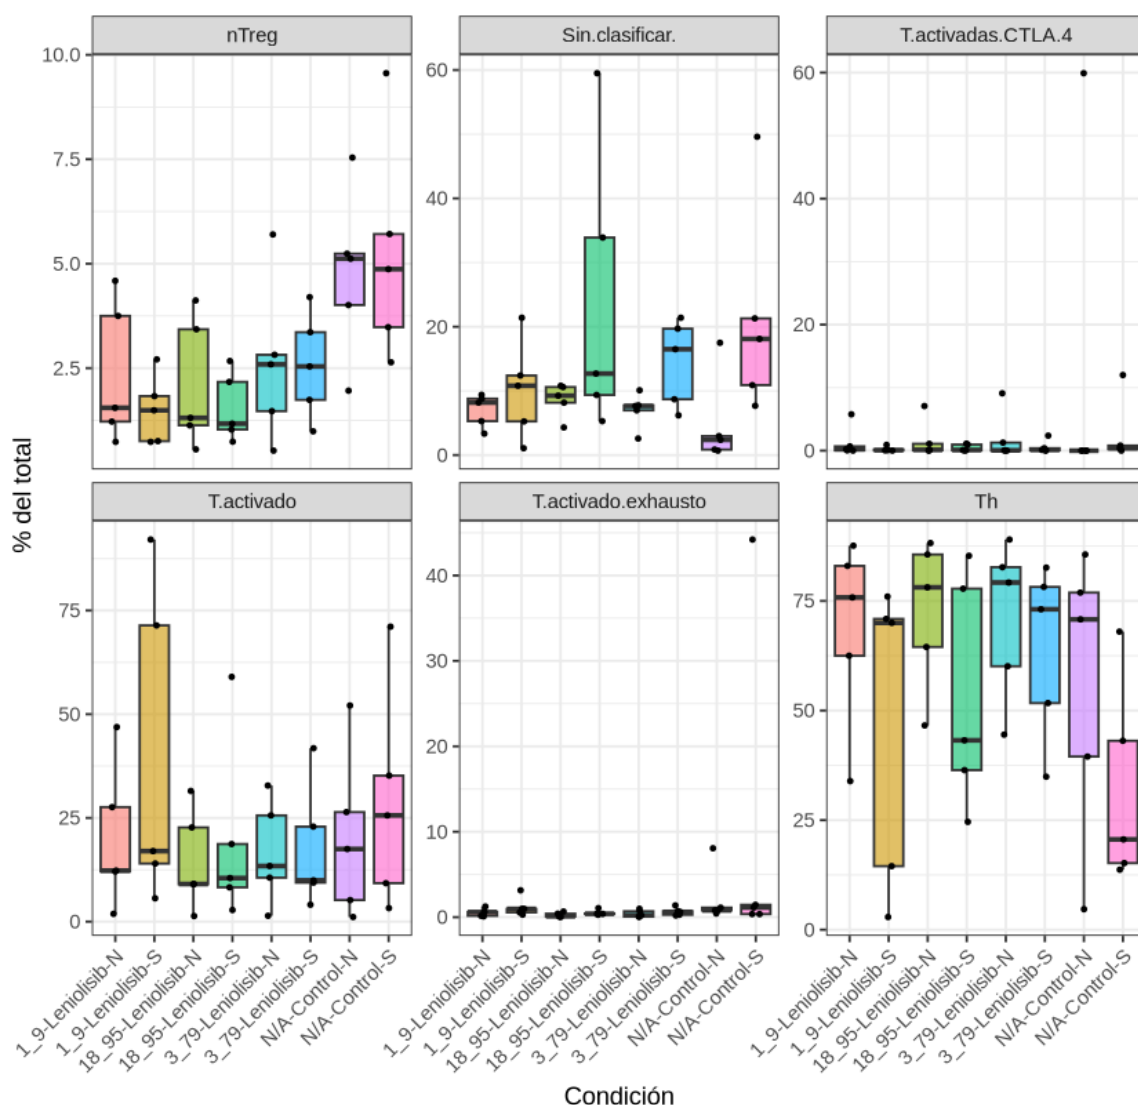 nTreg
Sin.clasificar.
T.activadas.CTLA.4
10.0
7.5
5.0
2.5
60
40
20
0
60
40
20
0
% del total
T.activado
T.activado.exhausto
Th
75
50
25
0
40
30
20
10
0
75
50
25
0
1_9-Leniolisib-N
1_9-Leniolisib-S
18_95-Leniolisib-N
18_95-Leniolisib-S
3_79-Leniolisib-N
3_79-Leniolisib-S
N/A-Control-N
N/A-Control-S
1_9-Leniolisib-N
1_9-Leniolisib-S
18_95-Leniolisib-N
18_95-Leniolisib-S
3_79-Leniolisib-N
3_79-Leniolisib-S
N/A-Control-N
N/A-Control-S
1_9-Leniolisib-N
1_9-Leniolisib-S
18_95-Leniolisib-N
18_95-Leniolisib-S
3_79-Leniolisib-N
3_79-Leniolisib-S
N/A-Control-N
N/A-Control-S
Condición